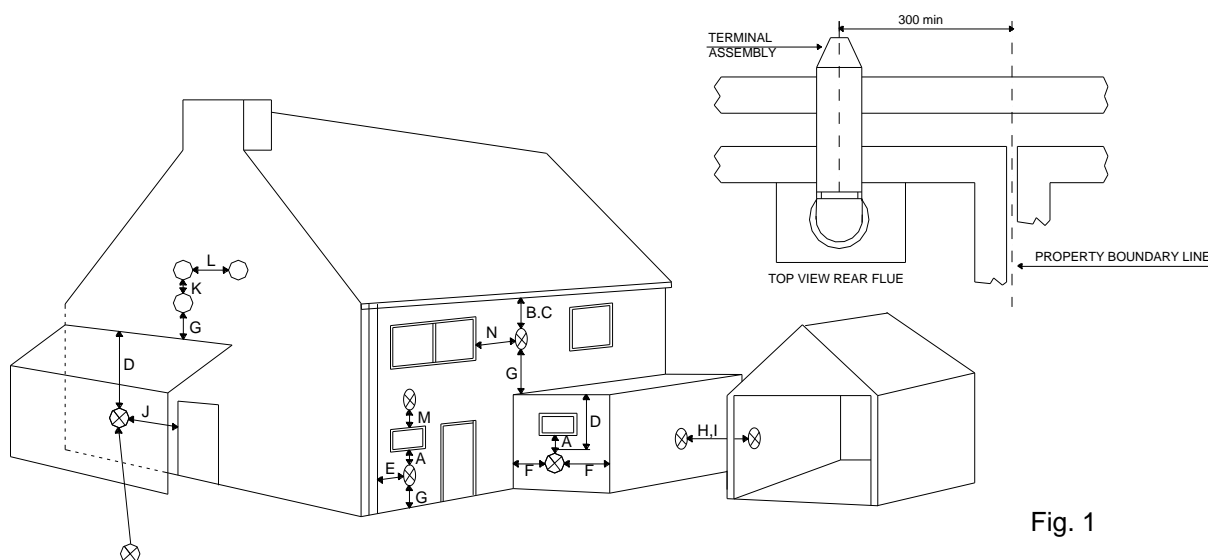 300 min
TERMINAL
ASSEMBLY
PROPERTY BOUNDARY LINE
TOP VIEW REAR FLUE
L
K
G
D
J
B.C
N
G
M
A
E
G
D
A
F
F
H,I
Fig. 1